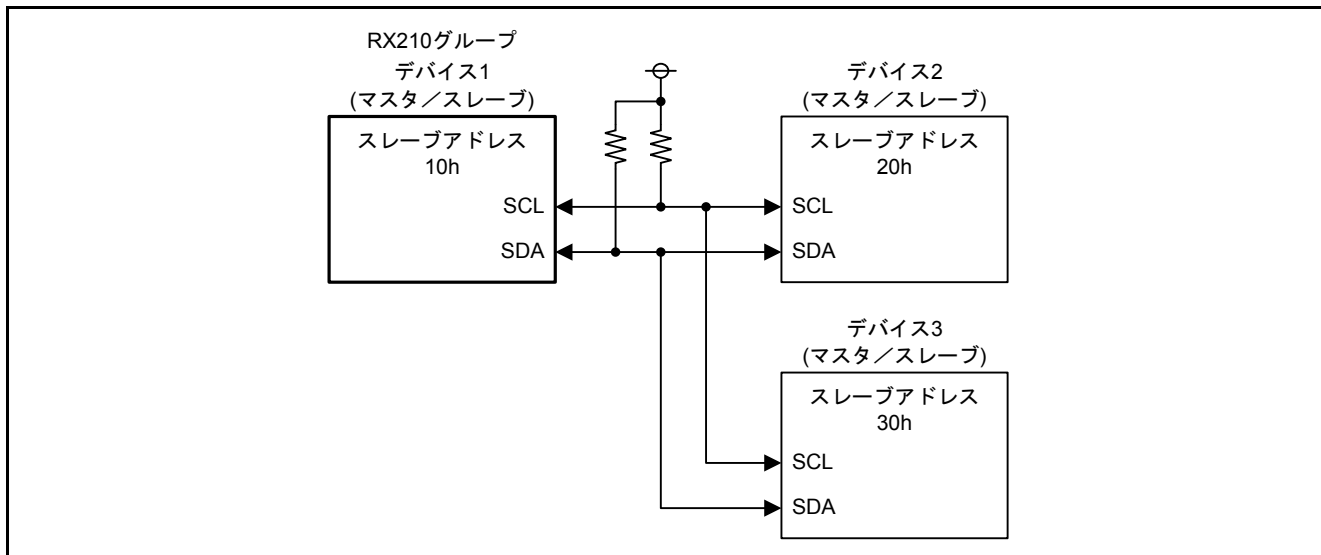 RX210グループ
デバイス1
(マスタ／スレーブ)
スレーブアドレス
10h
SCL
SDA
デバイス2
(マスタ／スレーブ)
スレーブアドレス
20h
SCL
SDA
デバイス3
(マスタ／スレーブ)
スレーブアドレス
30h
SCL
SDA